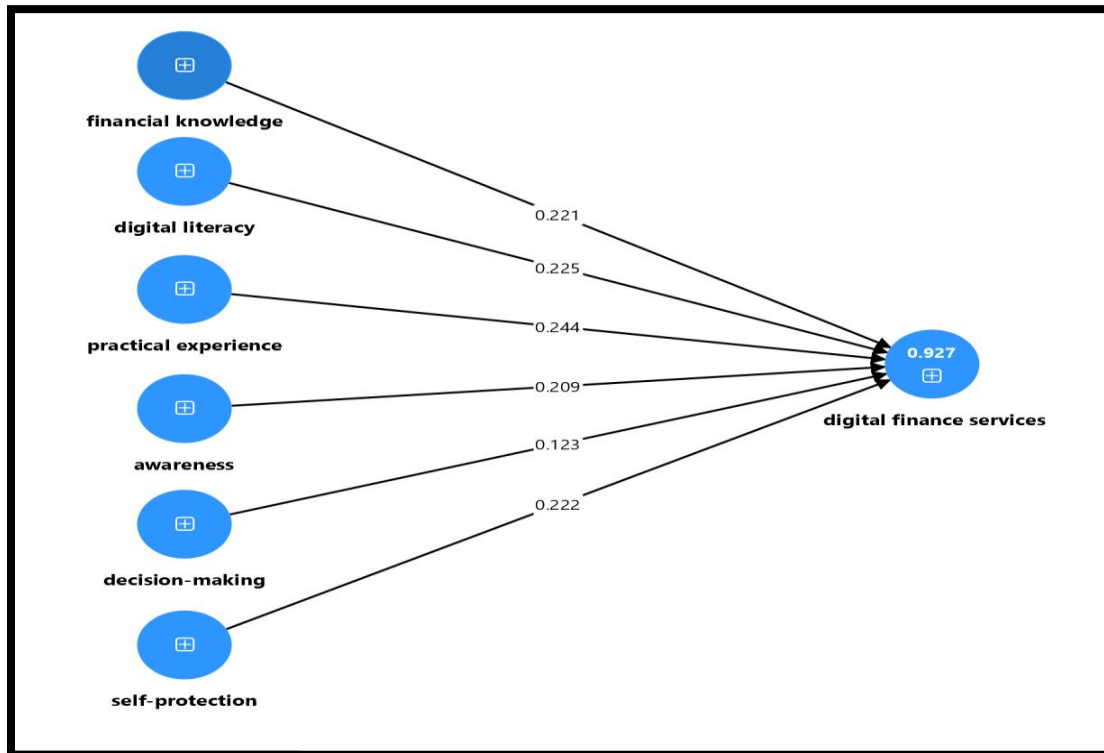 financial knowledge
digital literacy
practical experience
awareness
decision-making
self-protection
0.221
0.225
0.244
0.209
0.123
0.222
0.927
digital finance services